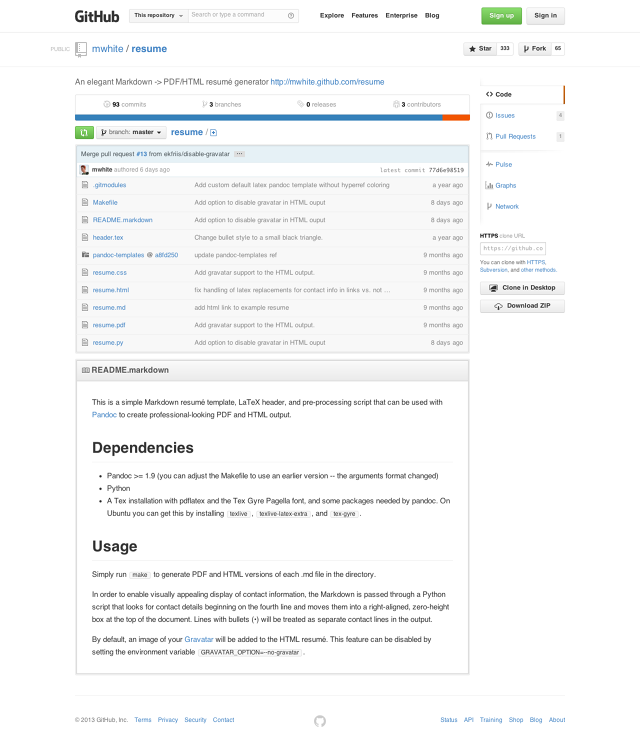 GitHub This repository Search or type a command Explore Features Enterprise Blog Sign up Sign in
PUBLIC mwhite / resume Star 333 Fork 65
An elegant Markdown -> PDF/HTML resumé generator http://mwhite.github.com/resume
93 commits 3 branches 0 releases 3 contributors
branch: master resume /
Merge pull request #13 from ekfriis/disable-gravatar
mwhite authored 6 days ago latest commit 77d6e98519
.gitmodules Add custom default latex pandoc template without hyperref coloring a year ago
Makefile Add option to disable gravatar in HTML ouput 8 days ago
README.markdown Add option to disable gravatar in HTML ouput 8 days ago
header.tex Change bullet style to a small black triangle. a year ago
pandoc-templates @ a8fd250 update pandoc-templates ref 9 months ago
resume.css Add gravatar support to the HTML output. 9 months ago
resume.html fix handling of latex replacements for contact info in links vs. not … 9 months ago
resume.md add html link to example resume 9 months ago
resume.pdf Add gravatar support to the HTML output. 9 months ago
resume.py Add option to disable gravatar in HTML ouput 8 days ago
Code
Issues 4
Pull Requests 1
Pulse
Graphs
Network
HTTPS clone URL
https://github.co
You can clone with HTTPS,
Subversion, and other methods.
Clone in Desktop
Download ZIP
README.markdown
This is a simple Markdown resumé template, LaTeX header, and pre-processing script that can be used with
Pandoc to create professional-looking PDF and HTML output.
Dependencies
• Pandoc >= 1.9 (you can adjust the Makefile to use an earlier version -- the arguments format changed)
• Python
• A Tex installation with pdflatex and the Tex Gyre Pagella font, and some packages needed by pandoc. On
Ubuntu you can get this by installing texlive , texlive-latex-extra , and tex-gyre .
Usage
Simply run make to generate PDF and HTML versions of each .md file in the directory.
In order to enable visually appealing display of contact information, the Markdown is passed through a Python
script that looks for contact details beginning on the fourth line and moves them into a right-aligned, zero-height
box at the top of the document. Lines with bullets (•) will be treated as separate contact lines in the output.
By default, an image of your Gravatar will be added to the HTML resumé. This feature can be disabled by
setting the environment variable GRAVATAR_OPTION=--no-gravatar .
© 2013 GitHub, Inc. Terms Privacy Security Contact Status API Training Shop Blog About